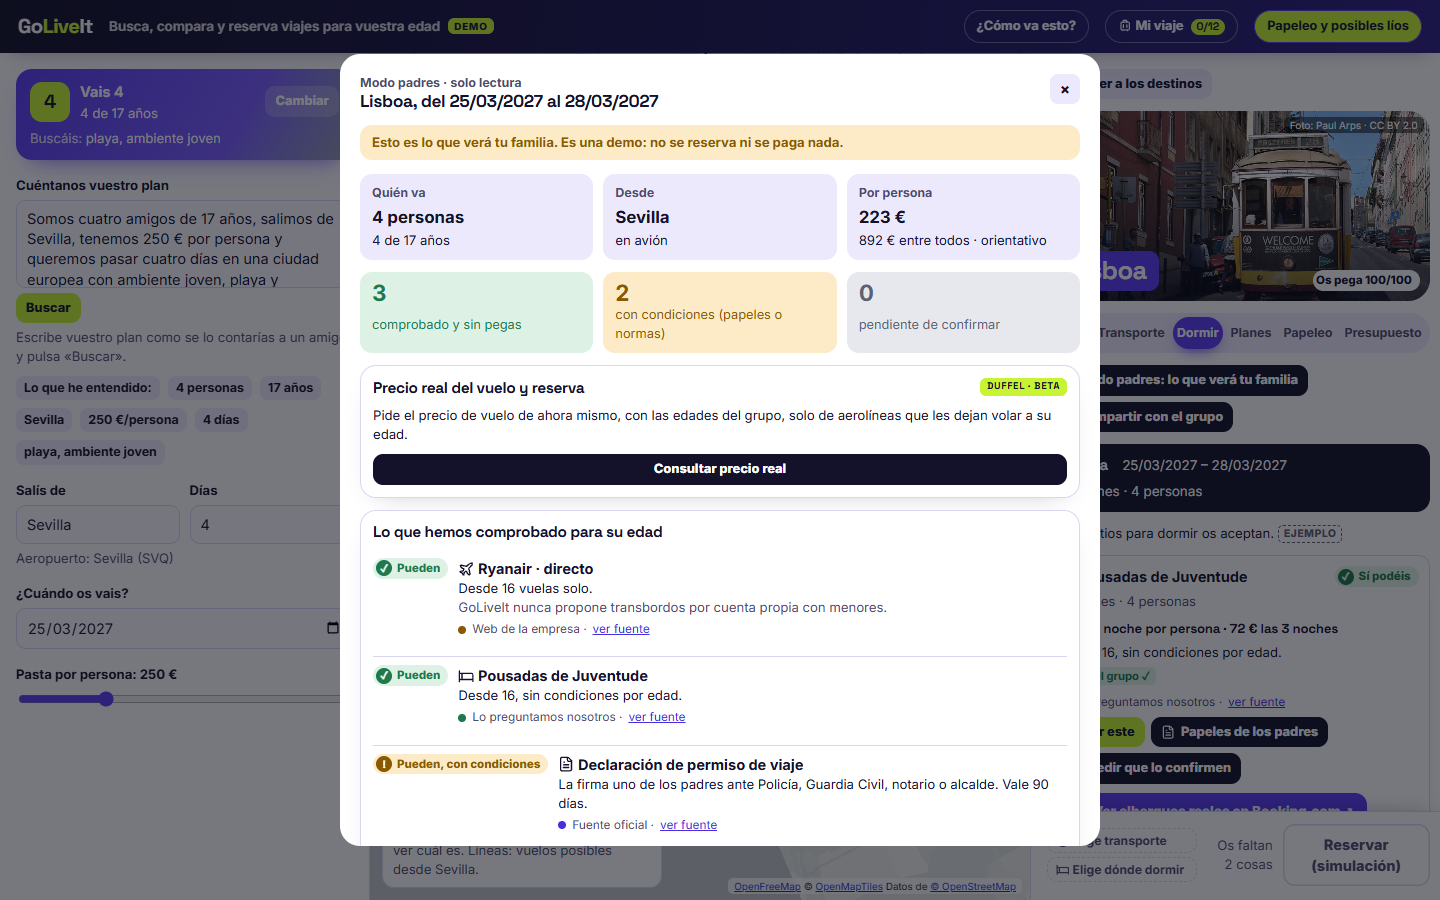 GoLiveIt Busca, compara y reserva viajes para vuestra edad DEMO
¿Cómo va esto? Mi viaje 0/12 Papeleo y posibles líos
4 Vais 4
4 de 17 años
Cambiar
Buscáis: playa, ambiente joven
Cuéntanos vuestro plan
Somos cuatro amigos de 17 años, salimos de
Sevilla, tenemos 250 € por persona y
queremos pasar cuatro días en una ciudad
europea con ambiente joven, playa y
Buscar
Escribe vuestro plan como se lo contarías a un amig
y pulsa «Buscar».
Lo que he entendido: 4 personas 17 años
Sevilla 250 €/persona 4 días
playa, ambiente joven
Salís de Días
Sevilla 4
Aeropuerto: Sevilla (SVQ)
¿Cuándo os vais?
25/03/2027
Pasta por persona: 250 €
Modo padres · solo lectura
Lisboa, del 25/03/2027 al 28/03/2027
×
Esto es lo que verá tu familia. Es una demo: no se reserva ni se paga nada.
Quién va
4 personas
4 de 17 años
Desde
Sevilla
en avión
Por persona
223 €
892 € entre todos · orientativo
3
comprobado y sin pegas
2
con condiciones (papeles o
normas)
0
pendiente de confirmar
Precio real del vuelo y reserva DUFFEL · BETA
Pide el precio de vuelo de ahora mismo, con las edades del grupo, solo de aerolíneas que les dejan volar a su
edad.
Consultar precio real
Lo que hemos comprobado para su edad
Pueden Ryanair · directo
Desde 16 vuelas solo.
GoLiveIt nunca propone transbordos por cuenta propia con menores.
Web de la empresa · ver fuente
Pueden Pousadas de Juventude
Desde 16, sin condiciones por edad.
Lo preguntamos nosotros · ver fuente
Pueden, con condiciones Declaración de permiso de viaje
La firma uno de los padres ante Policía, Guardia Civil, notario o alcalde. Vale 90
días.
Fuente oficial · ver fuente
er a los destinos
Foto: Paul Arps · CC BY 2.0
WELCOME
sboa
Os pega 100/100
Transporte Dormir Planes Papeleo Presupuesto
do padres: lo que verá tu familia
mpartir con el grupo
a 25/03/2027 – 28/03/2027
nes · 4 personas
tios para dormir os aceptan. EJEMPLO
usadas de Juventude Sí podéis
es · 4 personas
noche por persona · 72 € las 3 noches
16, sin condiciones por edad.
l grupo ✓
reguntamos nosotros · ver fuente
r este Papeles de los padres
edir que lo confirmen
Ver albergues reales en Booking.com
ver cuál es. Líneas: vuelos posibles
desde Sevilla.
OpenFreeMap © OpenMapTiles Datos de © OpenStreetMap
ge transporte
Elige dónde dormir
Os faltan
2 cosas
Reservar
(simulación)